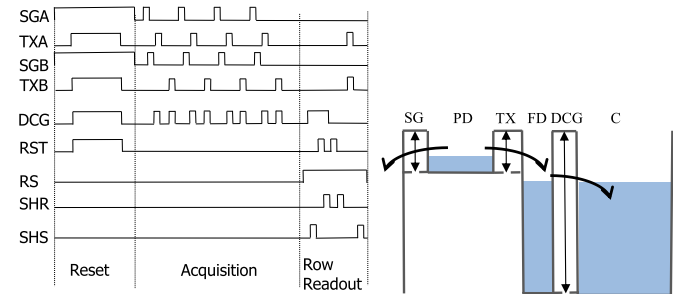 SGA
TXA
SGB
TXB
DCG
RST
RS
SHR
SHS
Reset
Acquisition
Row
Readout
SG PD TX FD DCG C